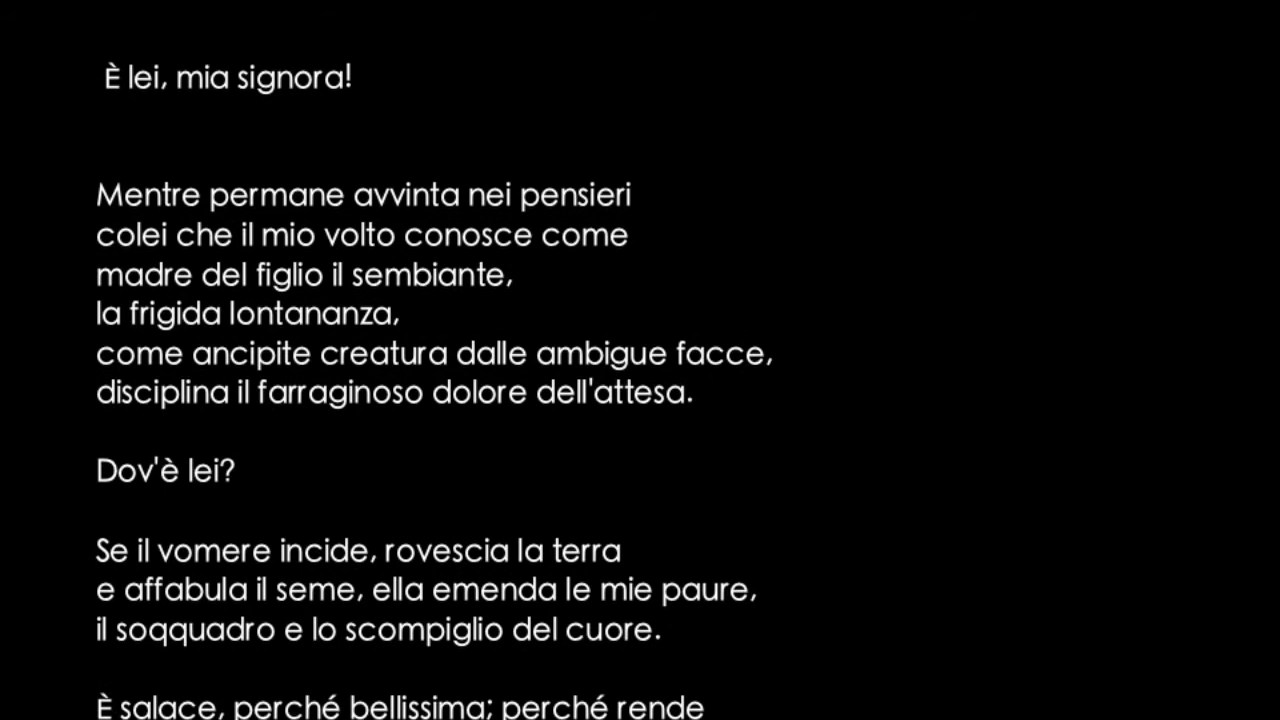 È lei, mia signora!
Mentre permane avvinta nei pensieri
colei che il mio volto conosce come
madre del figlio il sembiante,
la frigida lontananza,
come ancipite creatura dalle ambigue facce,
disciplina il farraginoso dolore dell'attesa.
Dov'è lei?
Se il vomere incide, rovescia la terra
e affabula il seme, ella emenda le mie paure,
il soqquadro e lo scompiglio del cuore.
È salace, perché bellissima; perché rende